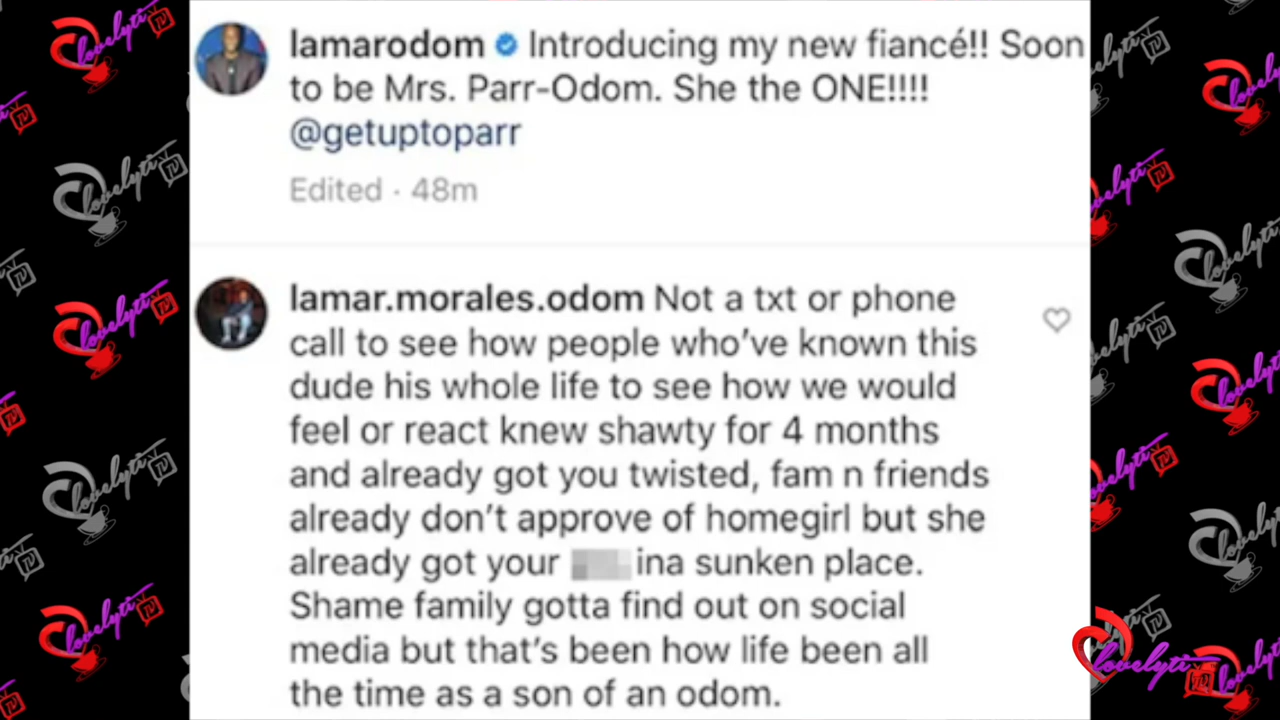 lamarodom Introducing my new fiancé!! Soon
to be Mrs. Parr-Odom. She the ONE!!!!
@getuptoparr
Edited · 48m
lamar.morales.odom Not a txt or phone
call to see how people who’ve known this
dude his whole life to see how we would
feel or react knew shawty for 4 months
and already got you twisted, fam n friends
already don’t approve of homegirl but she
already got your ina sunken place.
Shame family gotta find out on social
media but that’s been how life been all
the time as a son of an odom.
lovelyti